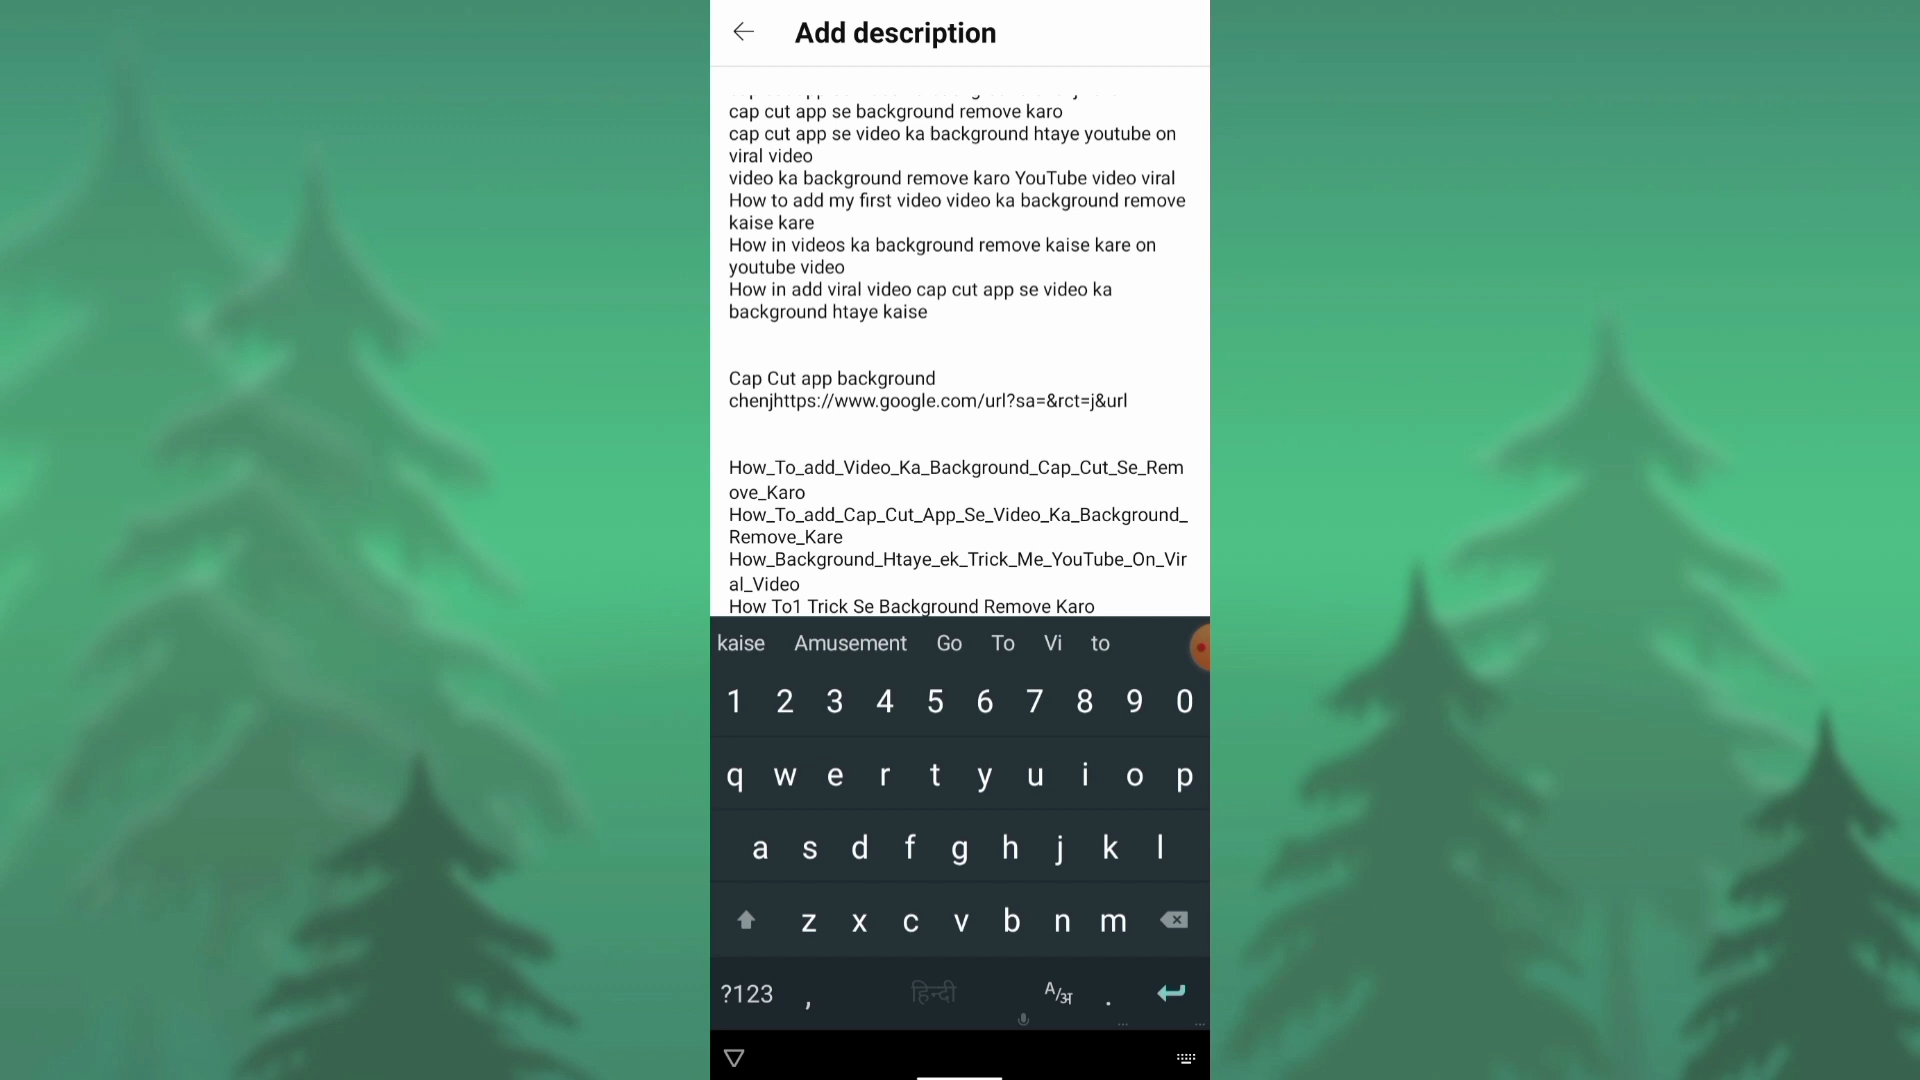 Add description
cap cut app se background remove karo
cap cut app se video ka background htaye youtube on
viral video
video ka background remove karo YouTube video viral
How to add my first video video ka background remove
kaise kare
How in videos ka background remove kaise kare on
youtube video
How in add viral video cap cut app se video ka
background htaye kaise
Cap Cut app background
chenjhttps://www.google.com/url?sa=&rct=j&url
How_To_add_Video_Ka_Background_Cap_Cut_Se_Rem
ove_Karo
How_To_add_Cap_Cut_App_Se_Video_Ka_Background_
Remove_Kare
How_Background_Htaye_ek_Trick_Me_YouTube_On_Vir
al_Video
How To1 Trick Se Background Remove Karo
kaise Amusement Go To Vi to
1 2 3 4 5 6 7 8 9 0
q w e r t y u i o p
a s d f g h j k l
z x c v b n m
?123 , हिन्दी A/अ .